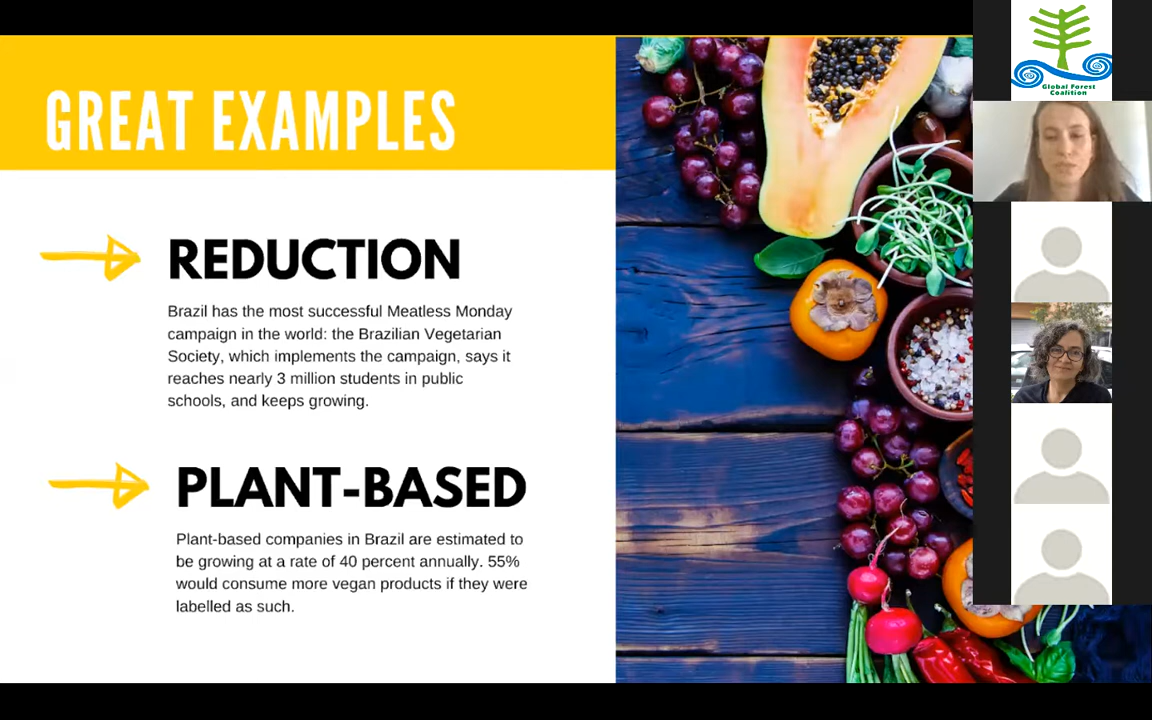 GREAT EXAMPLES
REDUCTION
Brazil has the most successful Meatless Monday
campaign in the world: the Brazilian Vegetarian
Society, which implements the campaign, says it
reaches nearly 3 million students in public
schools, and keeps growing.
PLANT-BASED
Plant-based companies in Brazil are estimated to
be growing at a rate of 40 percent annually. 55%
would consume more vegan products if they were
labelled as such.
Global Forest
Coalition